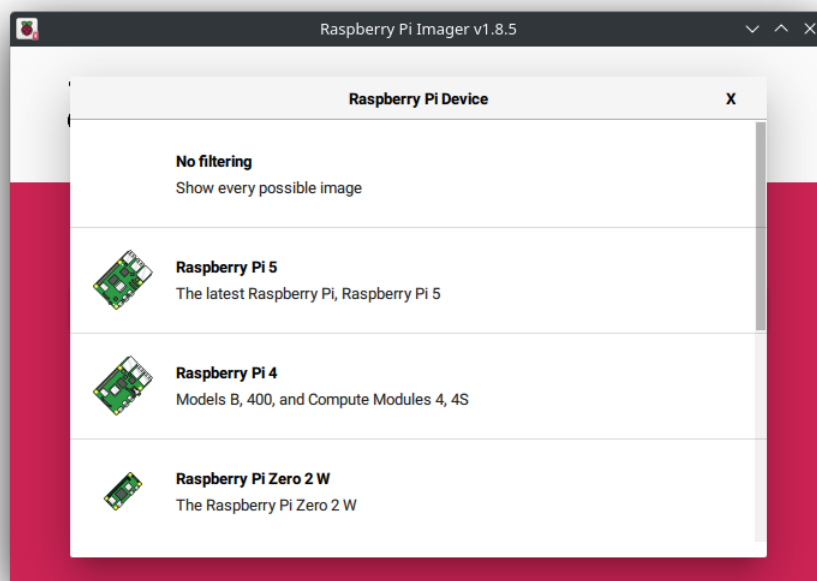 Raspberry Pi Imager v1.8.5
Raspberry Pi Device
X
No filtering
Show every possible image
Raspberry Pi 5
The latest Raspberry Pi, Raspberry Pi 5
Raspberry Pi 4
Models B, 400, and Compute Modules 4, 4S
Raspberry Pi Zero 2 W
The Raspberry Pi Zero 2 W